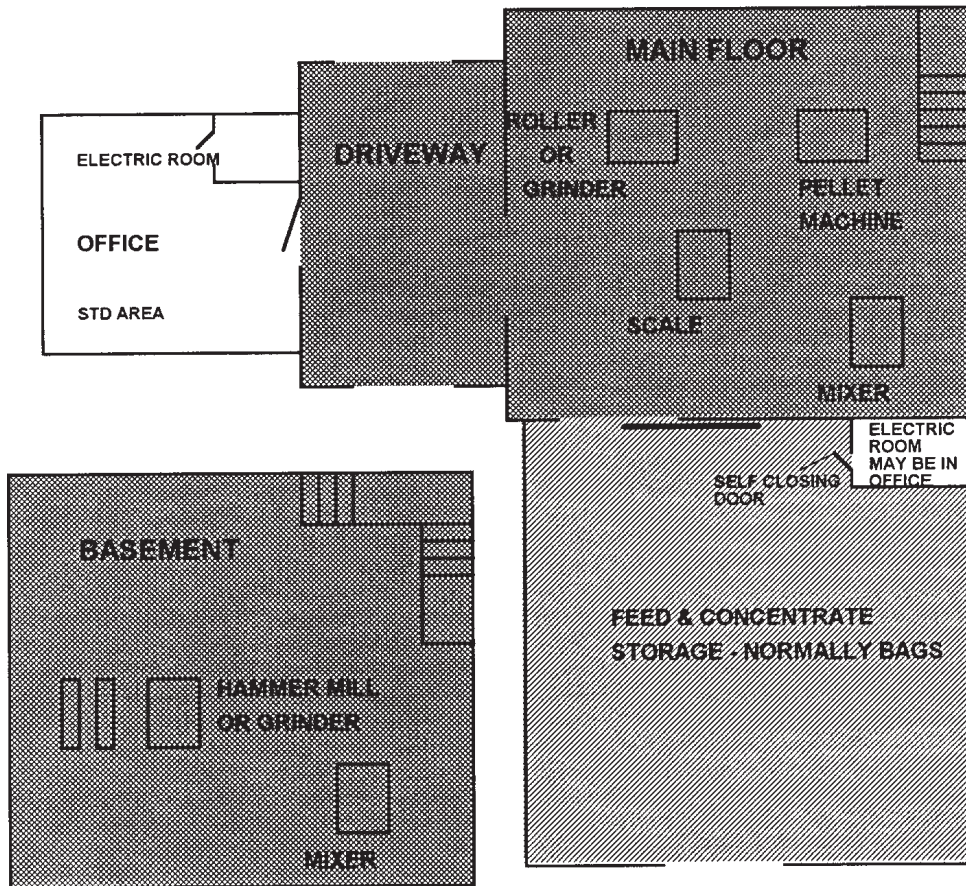 MAIN FLOOR
ROLLER
OR
GRINDER
DRIVEWAY
ELECTRIC ROOM
OFFICE
STD AREA
PELLET
MACHINE
SCALE
MIXER
ELECTRIC
ROOM
MAY BE IN
OFFICE
SELF CLOSING
DOOR
BASEMENT
HAMMER MILL
OR GRINDER
MIXER
FEED & CONCENTRATE
STORAGE - NORMALLY BAGS